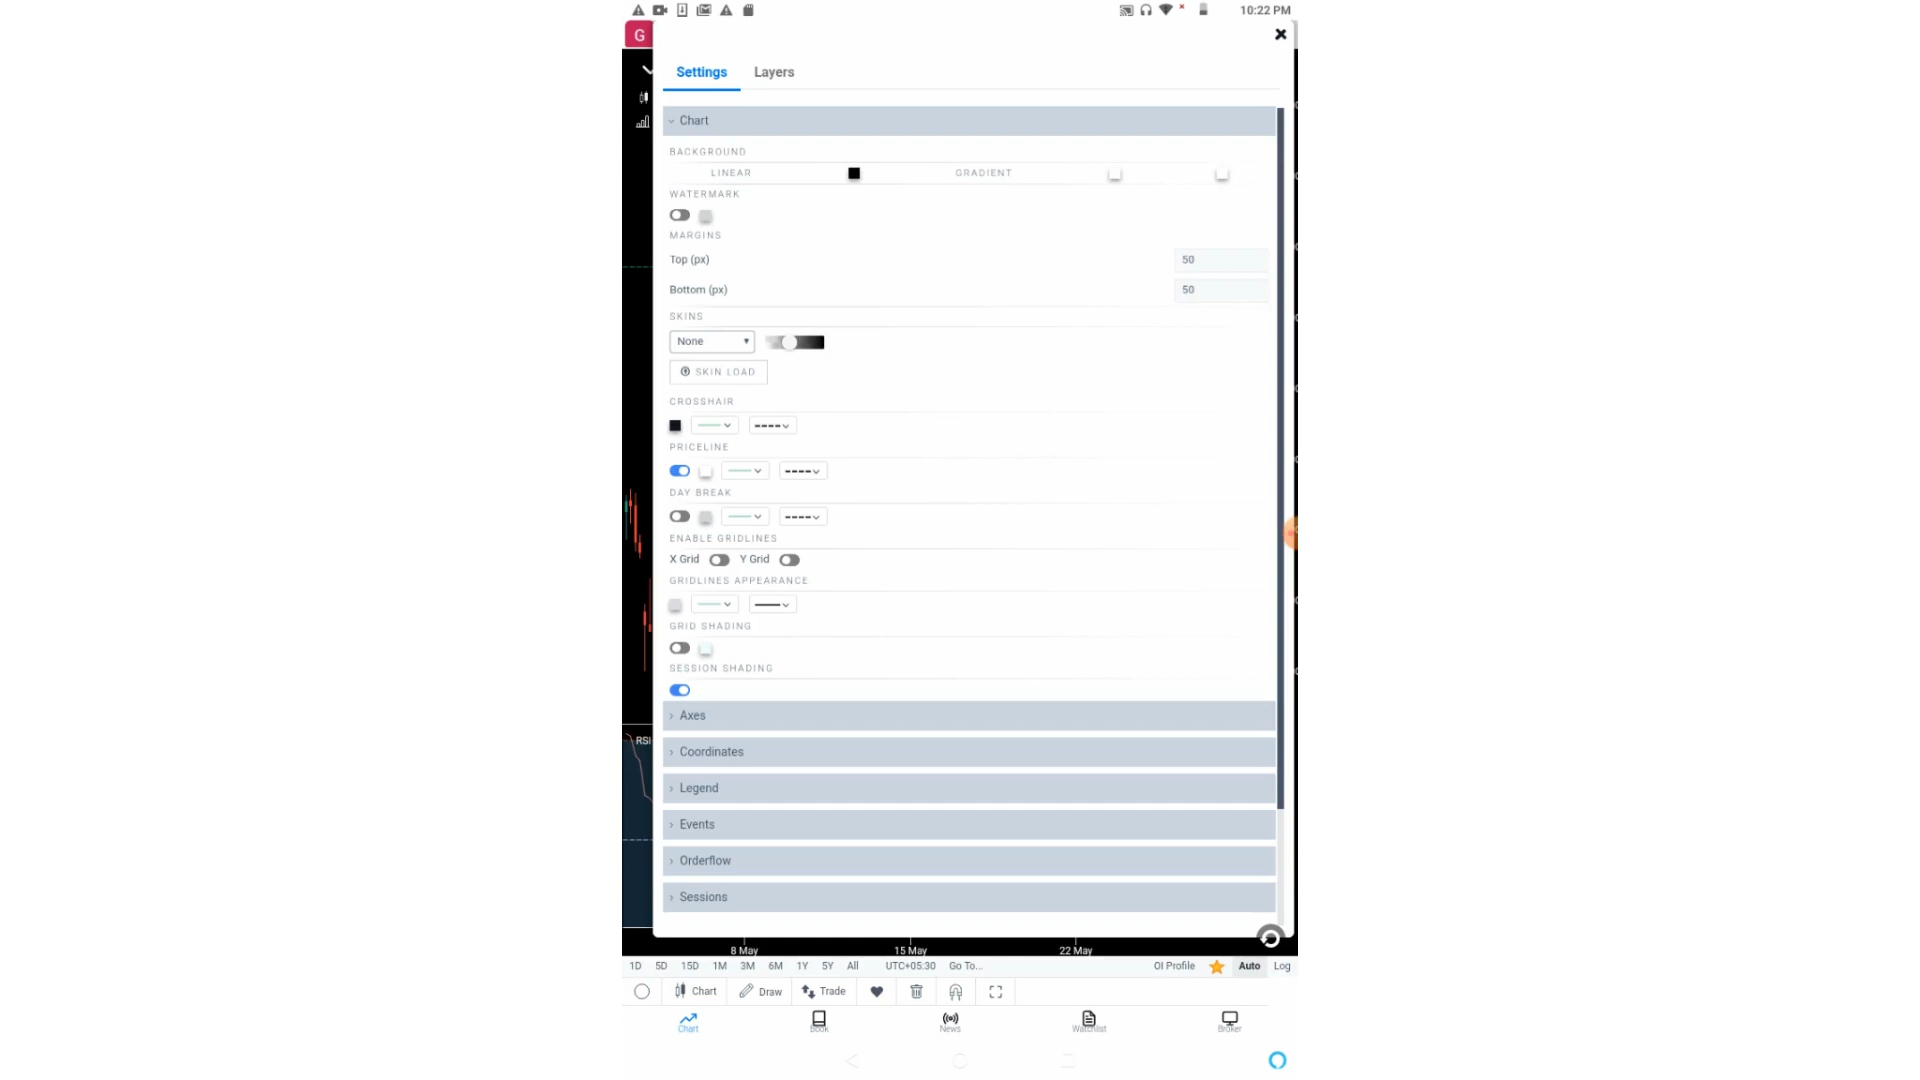 10:22 PM
G
Settings Layers
Chart
BACKGROUND
LINEAR GRADIENT
WATERMARK
MARGINS
Top (px) 50
Bottom (px) 50
SKINS
None
SKIN LOAD
CROSSHAIR
PRICELINE
DAY BREAK
ENABLE GRIDLINES
X Grid Y Grid
GRIDLINES APPEARANCE
GRID SHADING
SESSION SHADING
Axes
RSI
Coordinates
Legend
Events
Orderflow
Sessions
8 May 15 May 22 May
1D 5D 15D 1M 3M 6M 1Y 5Y All UTC+05:30 Go To... OI Profile Auto Log
Chart Draw Trade
Chart Book News Watchlist Broker